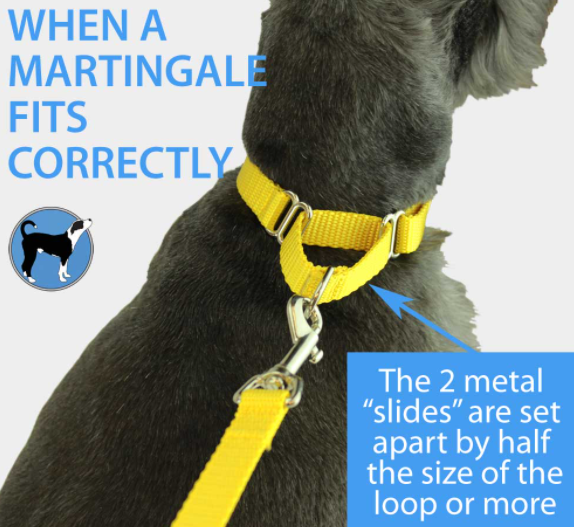 WHEN A
MARTINGALE
FITS
CORRECTLY
The 2 metal
“slides” are set
apart by half
the size of the
loop or more